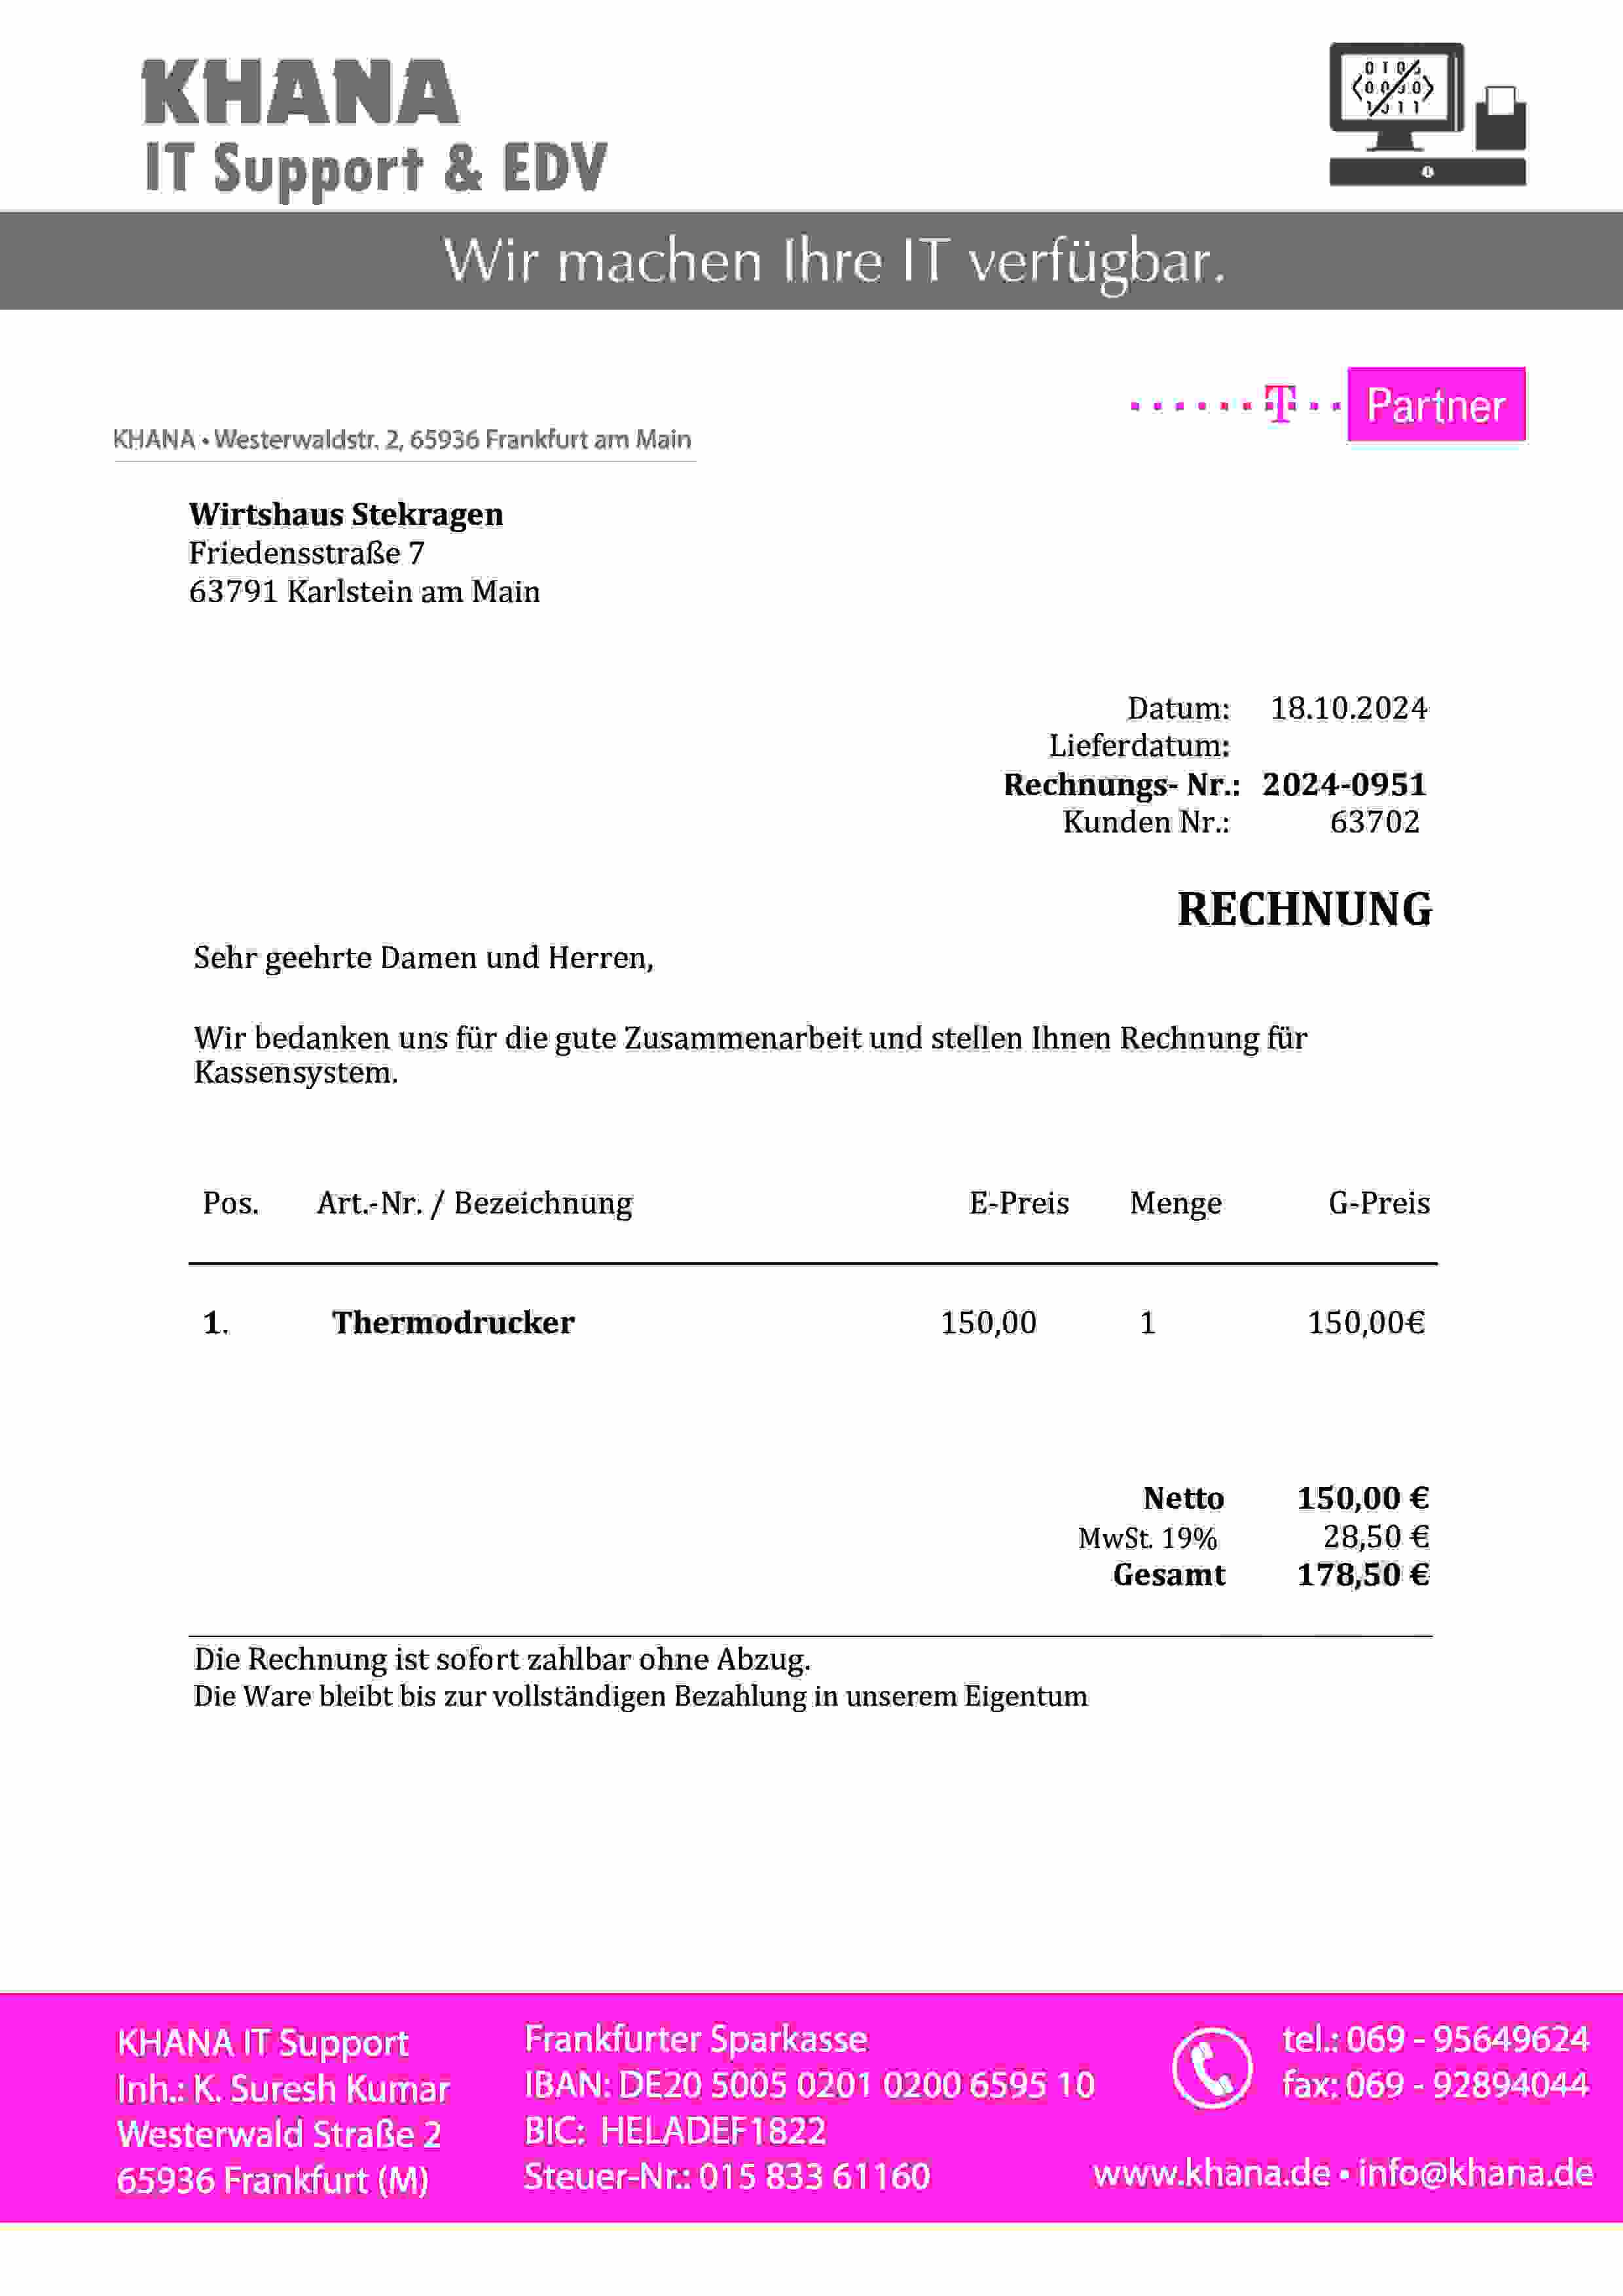 KHANA
IT Support & EDV
Wir machen Ihre IT verfügbar.
T Partner
KHANA • Westerwaldstr. 2, 65936 Frankfurt am Main
Wirtshaus Stekragen
Friedensstraße 7
63791 Karlstein am Main
Datum: 18.10.2024
Lieferdatum:
Rechnungs- Nr.: 2024-0951
Kunden Nr.: 63702
RECHNUNG
Sehr geehrte Damen und Herren,
Wir bedanken uns für die gute Zusammenarbeit und stellen Ihnen Rechnung für
Kassensystem.
Pos. Art.-Nr. / Bezeichnung E-Preis Menge G-Preis
1. Thermodrucker 150,00 1 150,00€
Netto 150,00 €
MwSt. 19% 28,50 €
Gesamt 178,50 €
Die Rechnung ist sofort zahlbar ohne Abzug.
Die Ware bleibt bis zur vollständigen Bezahlung in unserem Eigentum
KHANA IT Support
Inh.: K. Suresh Kumar
Westerwald Straße 2
65936 Frankfurt (M)
Frankfurter Sparkasse
IBAN: DE20 5005 0201 0200 6595 10
BIC: HELADEF1822
Steuer-Nr.: 015 833 61160
tel.: 069 - 95649624
fax: 069 - 92894044
www.khana.de • info@khana.de